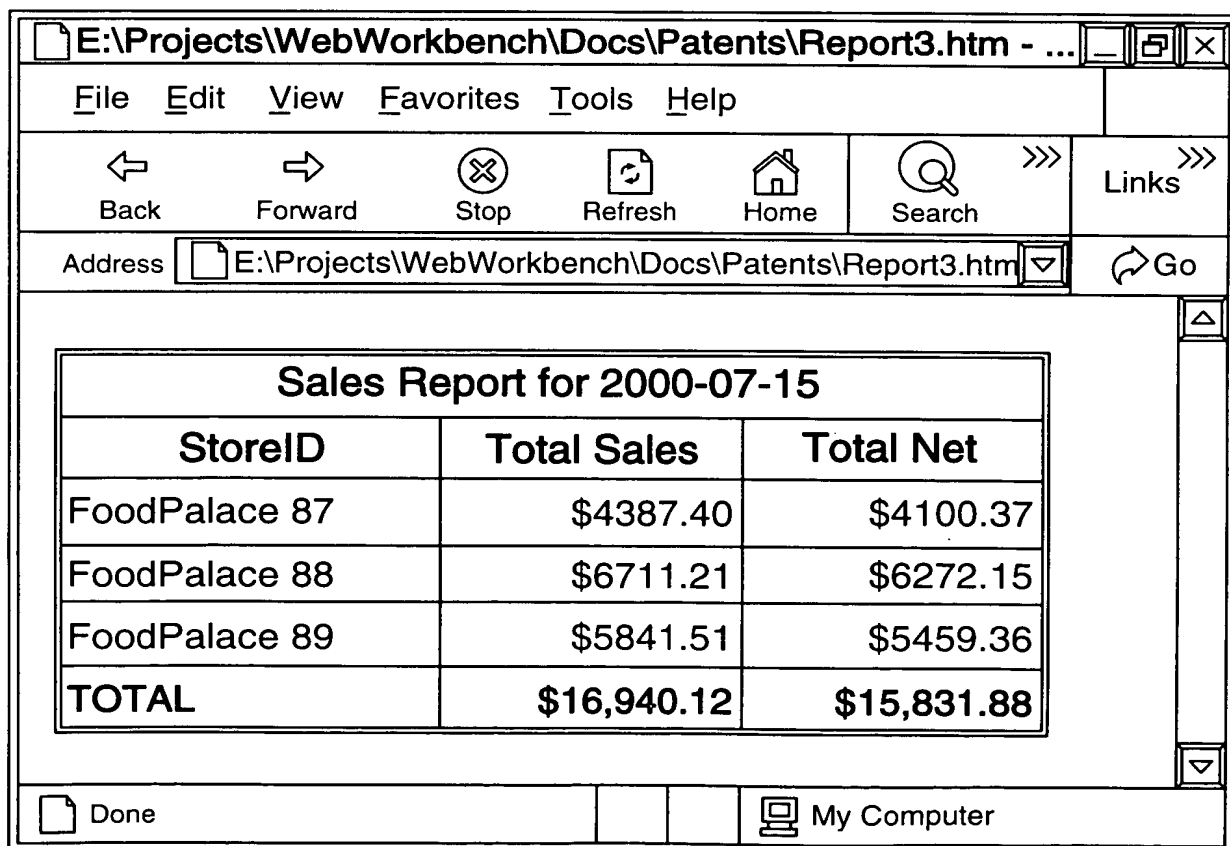 E:\Projects\WebWorkbench\Docs\Patents\Report3.htm - ...
File Edit View Favorites Tools Help
Back Forward Stop Refresh Home Search Links
Address E:\Projects\WebWorkbench\Docs\Patents\Report3.htm Go
Sales Report for 2000-07-15
StoreID Total Sales Total Net
FoodPalace 87 $4387.40 $4100.37
FoodPalace 88 $6711.21 $6272.15
FoodPalace 89 $5841.51 $5459.36
TOTAL $16,940.12 $15,831.88
Done My Computer